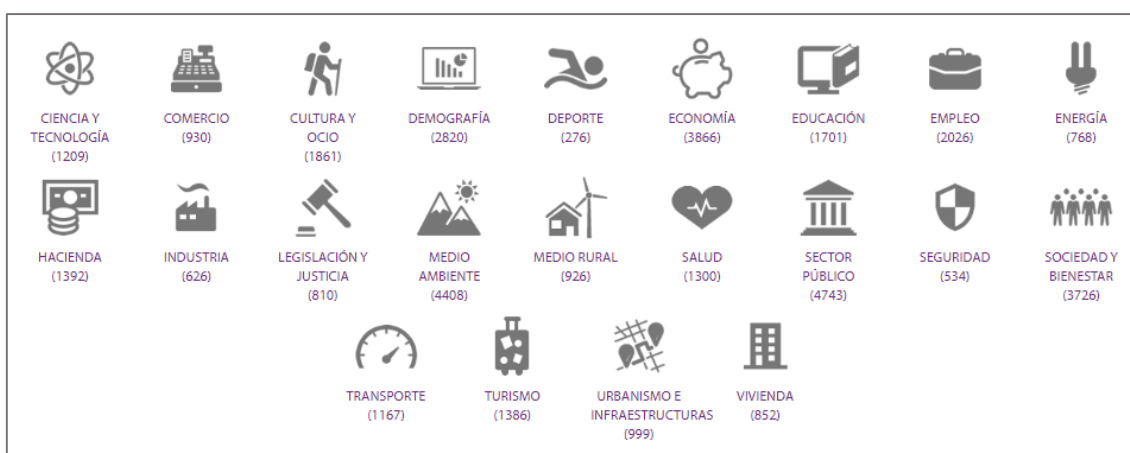 CIENCIA Y
TECNOLOGÍA
(1209)
COMERCIO
(930)
CULTURA Y
OCIO
(1861)
DEMOGRAFÍA
(2820)
DEPORTE
(276)
ECONOMÍA
(3866)
EDUCACIÓN
(1701)
EMPLEO
(2026)
ENERGÍA
(768)
HACIENDA
(1392)
INDUSTRIA
(626)
LEGISLACIÓN Y
JUSTICIA
(810)
MEDIO
AMBIENTE
(4408)
MEDIO RURAL
(926)
SALUD
(1300)
SECTOR
PÚBLICO
(4743)
SEGURIDAD
(534)
SOCIEDAD Y
BIENESTAR
(3726)
TRANSPORTE
(1167)
TURISMO
(1386)
URBANISMO E
INFRAESTRUCTURAS
(999)
VIVIENDA
(852)